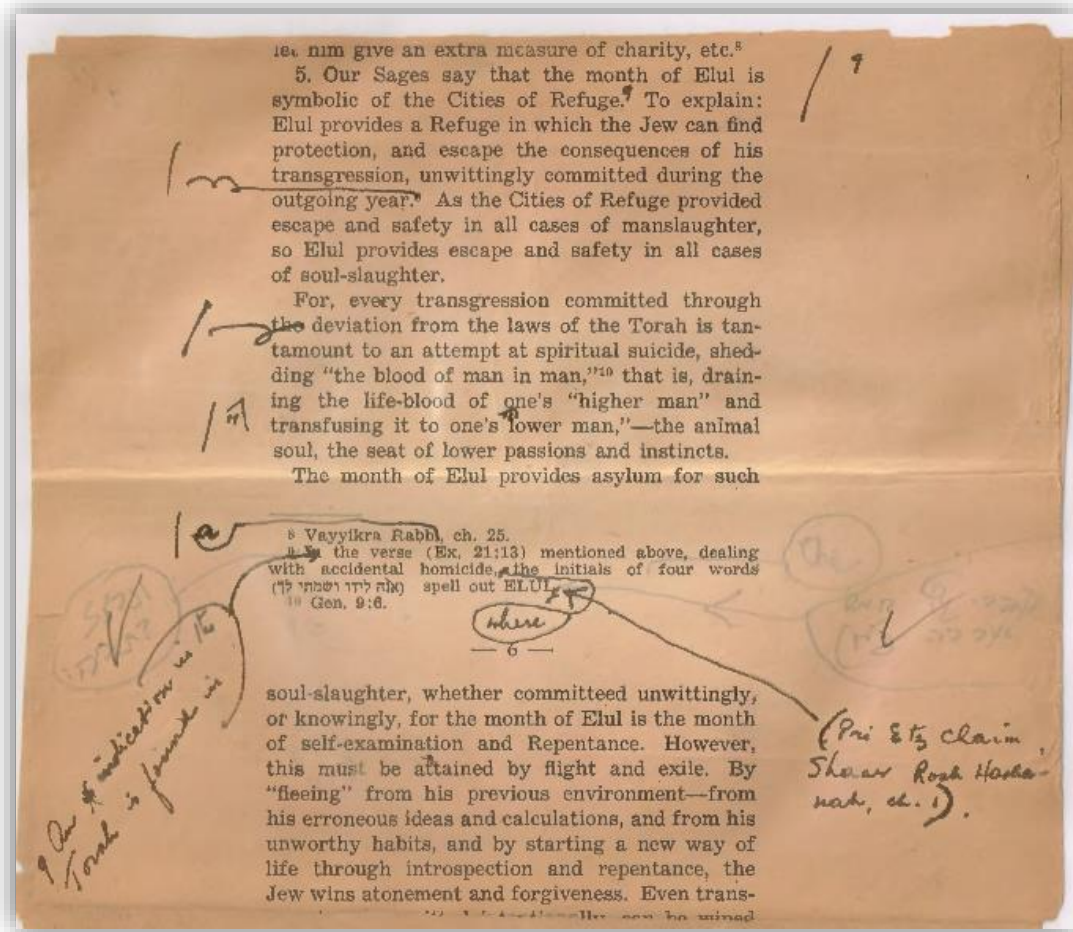 let him give an extra measure of charity, etc.⁸
5. Our Sages say that the month of Elul is
symbolic of the Cities of Refuge.⁹ To explain:
Elul provides a Refuge in which the Jew can find
protection, and escape the consequences of his
transgression, unwittingly committed during the
outgoing year.⁹ As the Cities of Refuge provided
escape and safety in all cases of manslaughter,
so Elul provides escape and safety in all cases
of soul-slaughter.
For, every transgression committed through
the deviation from the laws of the Torah is tan-
tamount to an attempt at spiritual suicide, shed-
ding "the blood of man in man,"¹⁰ that is, drain-
ing the life-blood of one's "higher man" and
transfusing it to one's lower man,"—the animal
soul, the seat of lower passions and instincts.
The month of Elul provides asylum for such
⁸ Vayyikra Rabbi, ch. 25.
the verse (Ex. 21:13) mentioned above, dealing
with accidental homicide, the initials of four words
(אנה לידו ושמתי לך) spell out ELUL
¹⁰ Gen. 9:6.
where
— 6 —
soul-slaughter, whether committeed unwittingly,
or knowingly, for the month of Elul is the month
of self-examination and Repentance. However,
this must be attained by flight and exile. By
"fleeing" from his previous environment—from
his erroneous ideas and calculations, and from his
unworthy habits, and by starting a new way of
life through introspection and repentance, the
Jew wins atonement and forgiveness. Even trans-
9
a
9 An indication in the
Torah is found in
(Pri Etz Chaim,
Shaar Rosh Hasha-
nah, ch. 1).